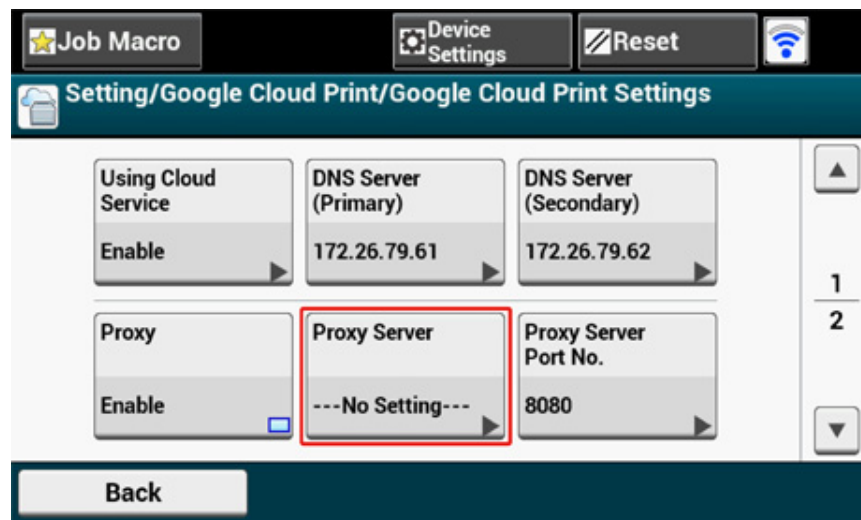 Job Macro
Device
Settings
Reset
Setting/Google Cloud Print/Google Cloud Print Settings
Using Cloud
Service
Enable
DNS Server
(Primary)
172.26.79.61
DNS Server
(Secondary)
172.26.79.62
1
2
Proxy
Enable
Proxy Server
---No Setting---
Proxy Server
Port No.
8080
Back